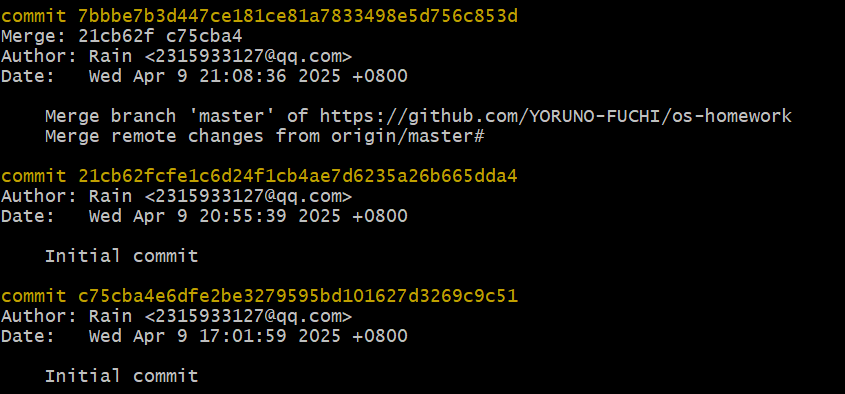 commit 7bbbe7b3d447ce181ce81a7833498e5d756c853d
Merge: 21cb62f c75cba4
Author: Rain <2315933127@qq.com>
Date:   Wed Apr 9 21:08:36 2025 +0800
Merge branch 'master' of https://github.com/YORUNO-FUCHI/os-homework
Merge remote changes from origin/master#
commit 21cb62fcfe1c6d24f1cb4ae7d6235a26b665dda4
Author: Rain <2315933127@qq.com>
Date:   Wed Apr 9 20:55:39 2025 +0800
Initial commit
commit c75cba4e6dfe2be3279595bd101627d3269c9c51
Author: Rain <2315933127@qq.com>
Date:   Wed Apr 9 17:01:59 2025 +0800
Initial commit